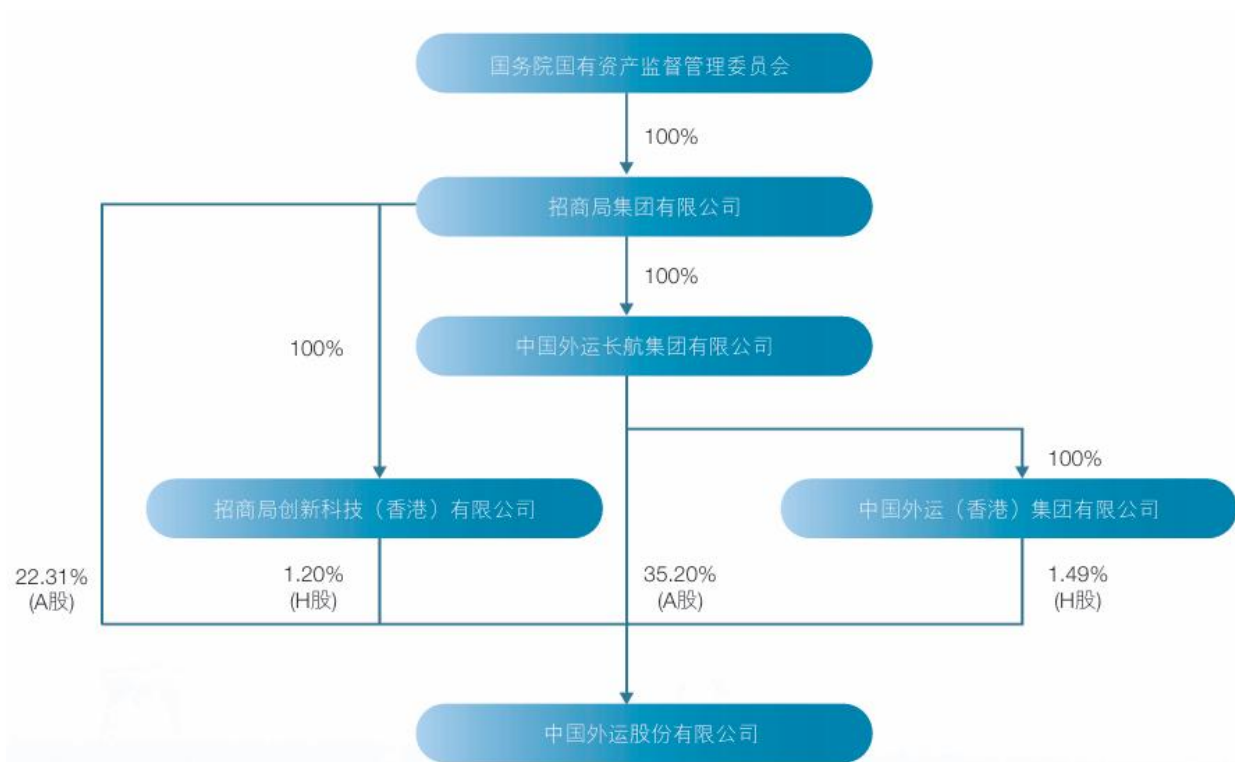 国务院国有资产监督管理委员会
100%
招商局集团有限公司
100%
中国外运长航集团有限公司
100%
100%
招商局创新科技（香港）有限公司
中国外运（香港）集团有限公司
22.31%
(A股)
1.20%
(H股)
35.20%
(A股)
1.49%
(H股)
中国外运股份有限公司